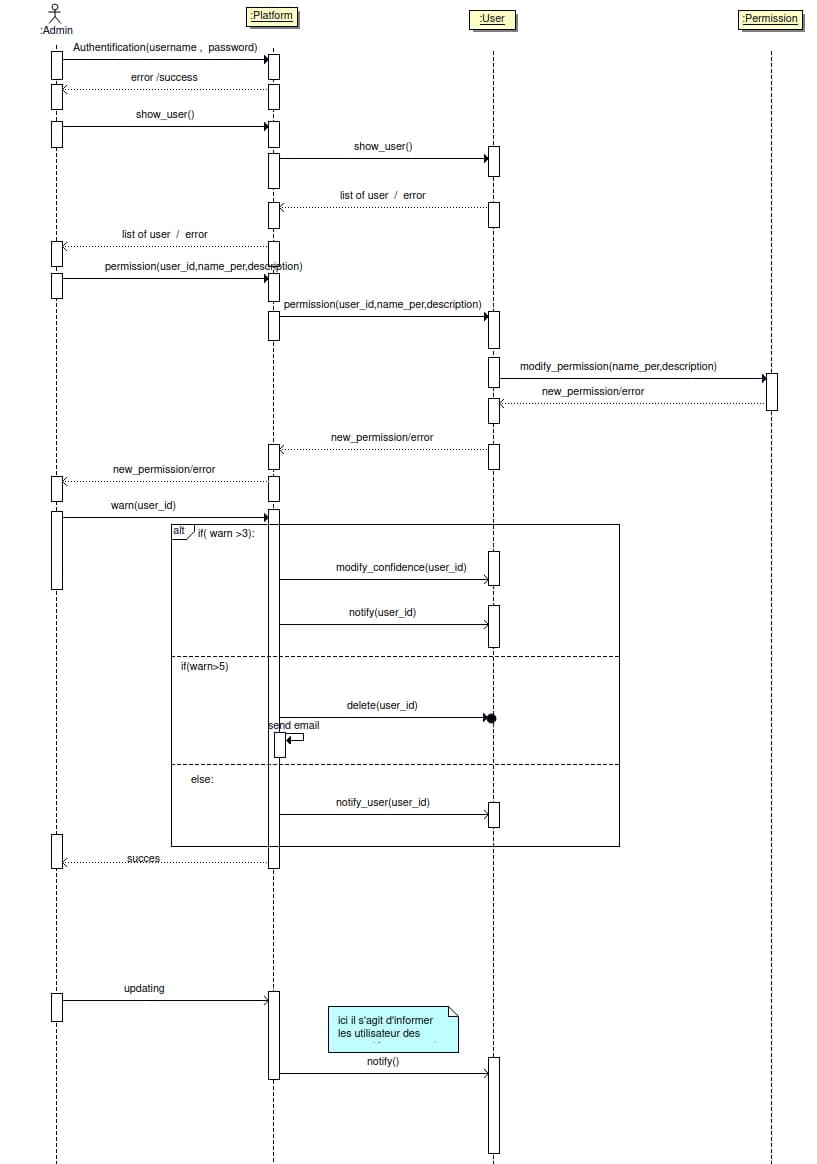 :Admin
:Platform
:User
:Permission
Authentification(username , password)
error /success
show_user()
show_user()
list of user / error
list of user / error
permission(user_id,name_per,description)
permission(user_id,name_per,description)
modify_permission(name_per,description)
new_permission/error
new_permission/error
new_permission/error
warn(user_id)
alt
if( warn >3):
modify_confidence(user_id)
notify(user_id)
if(warn>5)
delete(user_id)
send email
else:
notify_user(user_id)
succes
updating
ici il s'agit d'informer
les utilisateur des
notify()